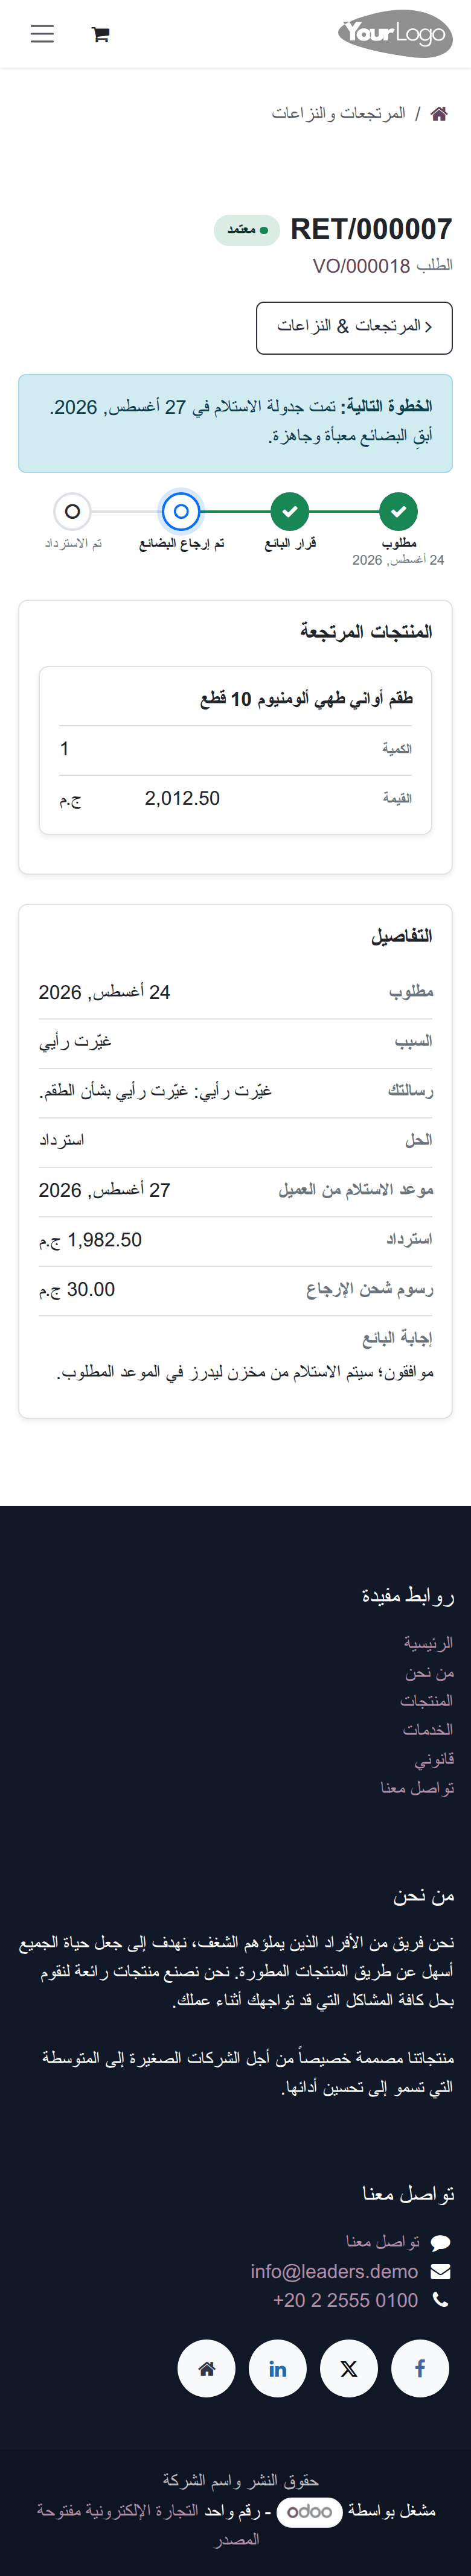 YourLogo
/ المرتجعات والنزاعات
RET/000007 معتمد
الطلب VO/000018
المرتجعات & النزاعات
الخطوة التالية: تمت جدولة الاستلام في 27 أغسطس, 2026.
أبقِ البضائع معبأة وجاهزة.
مطلوب
24 أغسطس, 2026
قرار البائع
تم إرجاع البضائع
تم الاسترداد
المنتجات المرتجعة
طقم أواني طهي ألومنيوم 10 قطع
الكمية 1
القيمة 2,012.50 ج.م
التفاصيل
مطلوب 24 أغسطس, 2026
السبب غيّرت رأيي
رسالتك غيّرت رأيي: غيّرت رأيي بشأن الطقم.
الحل استرداد
موعد الاستلام من العميل 27 أغسطس, 2026
استرداد 1,982.50 ج.م
رسوم شحن الإرجاع 30.00 ج.م
إجابة البائع
موافقون؛ سيتم الاستلام من مخزن ليدرز في الموعد المطلوب.
روابط مفيدة
الرئيسية
من نحن
المنتجات
الخدمات
قانوني
تواصل معنا
من نحن
نحن فريق من الأفراد الذين يملؤهم الشغف، نهدف إلى جعل حياة الجميع
أسهل عن طريق المنتجات المطورة. نحن نصنع منتجات رائعة لنقوم
بحل كافة المشاكل التي قد تواجهك أثناء عملك.
منتجاتنا مصممة خصيصاً من أجل الشركات الصغيرة إلى المتوسطة
التي تسمو إلى تحسين أدائها.
تواصل معنا
تواصل معنا
info@leaders.demo
+20 2 2555 0100
حقوق النشر واسم الشركة
مشغل بواسطة odoo - رقم واحد التجارة الإلكترونية مفتوحة
المصدر